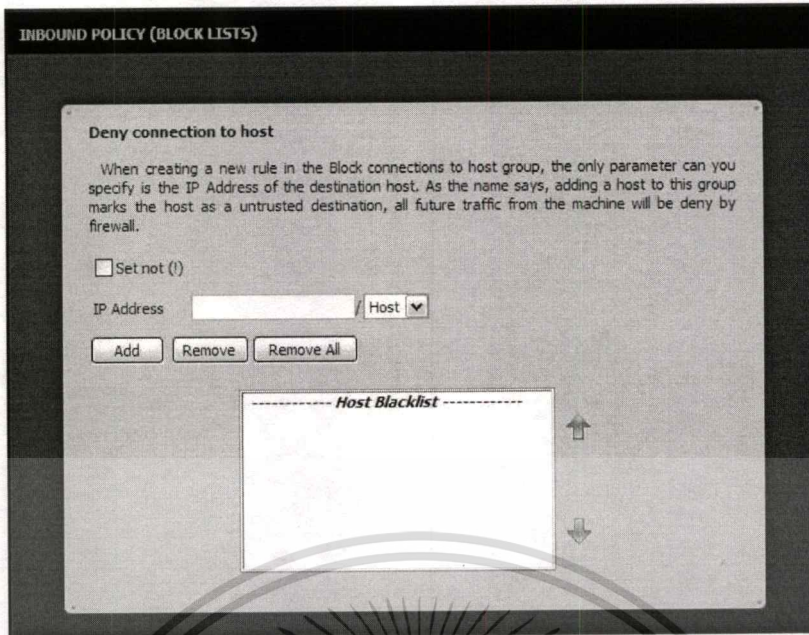 INBOUND POLICY (BLOCK LISTS)
Deny connection to host
When creating a new rule in the Block connections to host group, the only parameter can you
specify is the IP Address of the destination host. As the name says, adding a host to this group
marks the host as a untrusted destination, all future traffic from the machine will be deny by
firewall.
Set not (!)
IP Address / Host
Add Remove Remove All
------------ Host Blacklist ------------